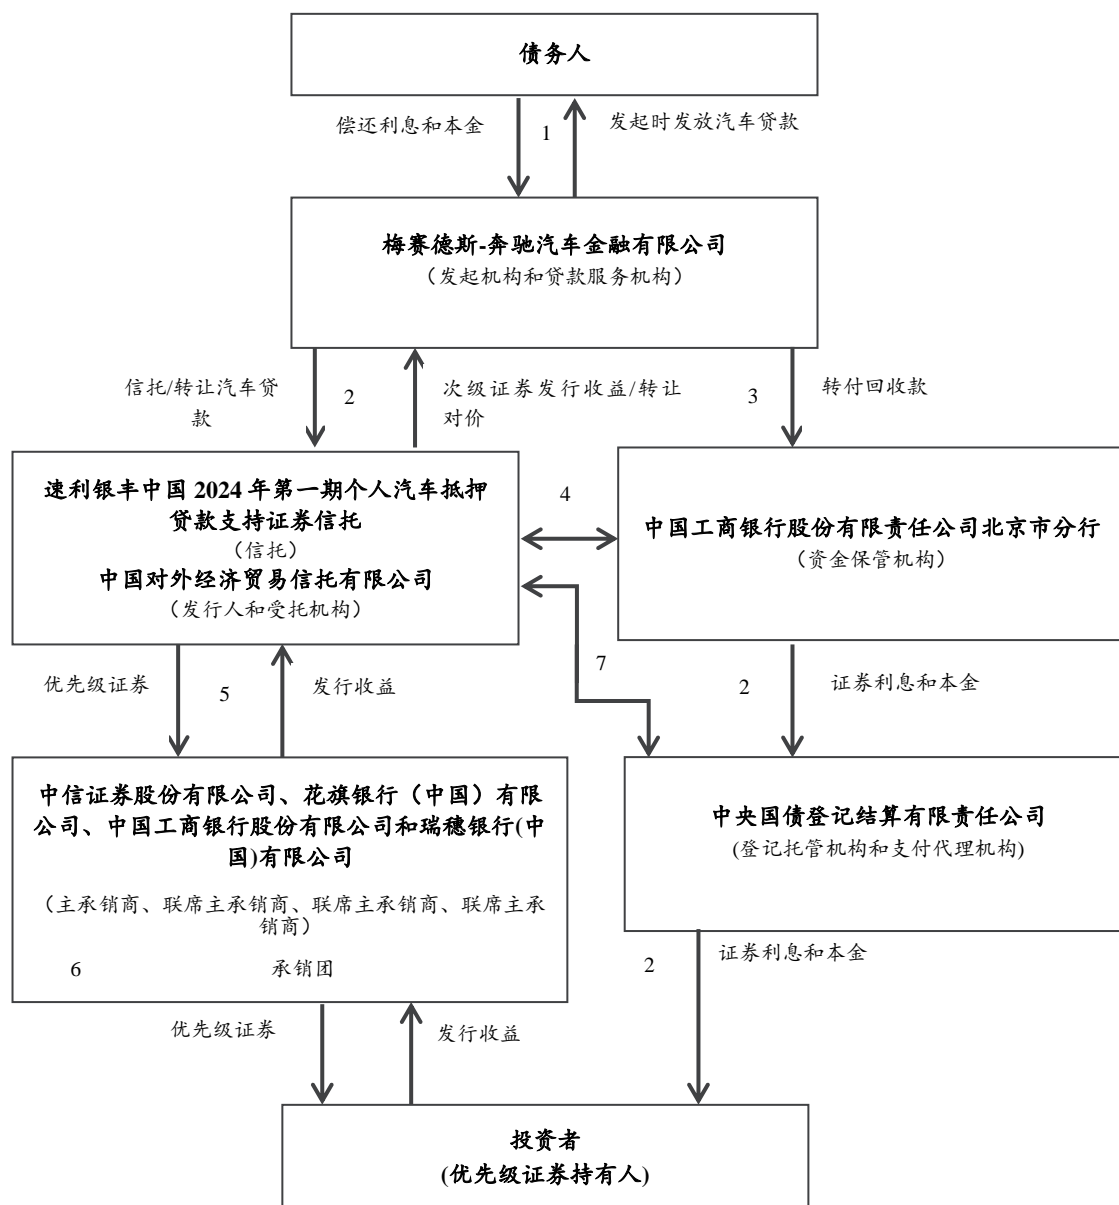 债务人
偿还利息和本金
1
发起时发放汽车贷款
梅赛德斯-奔驰汽车金融有限公司
（发起机构和贷款服务机构）
信托/转让汽车贷
款
2
次级证券发行收益/转让
对价
3
转付回收款
速利银丰中国 2024 年第一期个人汽车抵押
贷款支持证券信托
（信托）
中国对外经济贸易信托有限公司
（发行人和受托机构）
4
中国工商银行股份有限责任公司北京市分行
（资金保管机构）
优先级证券
5
发行收益
7
2
证券利息和本金
中信证券股份有限公司、花旗银行（中国）有限
公司、中国工商银行股份有限公司和瑞穗银行(中
国)有限公司
（主承销商、联席主承销商、联席主承销商、联席主承
销商）
6
承销团
中央国债登记结算有限责任公司
(登记托管机构和支付代理机构)
优先级证券
发行收益
2
证券利息和本金
投资者
(优先级证券持有人)